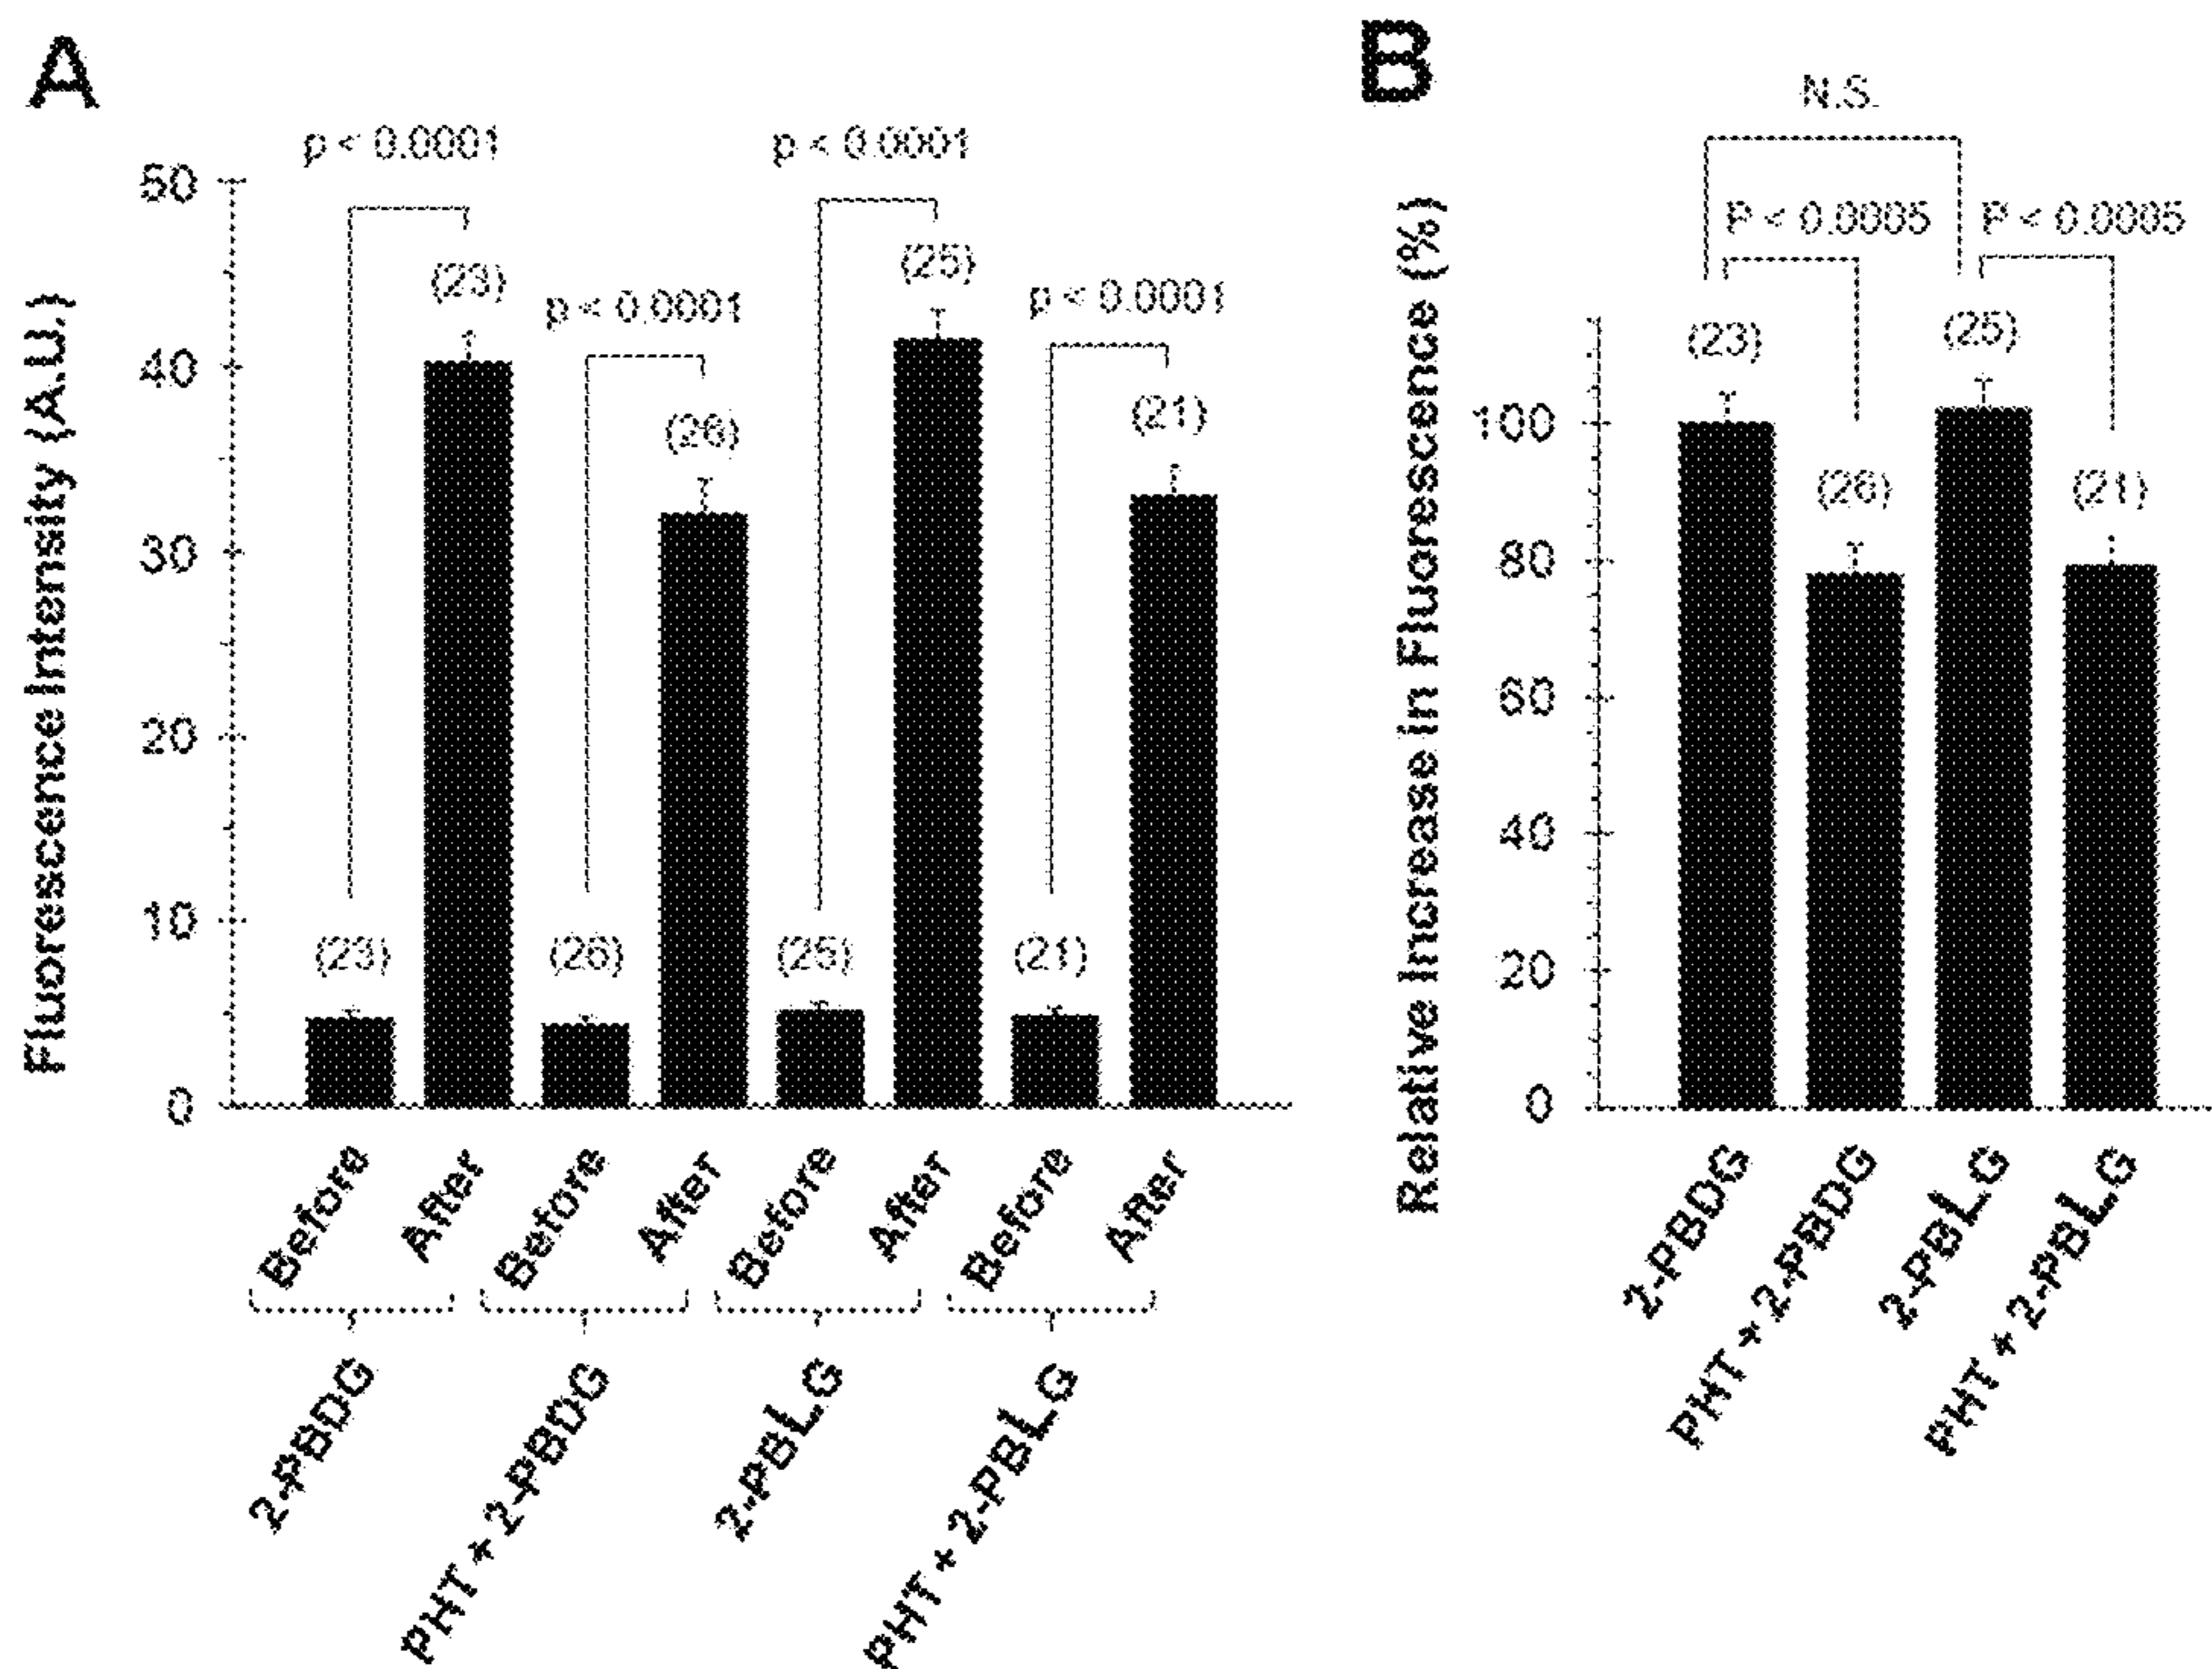 A
p < 0.0001
p < 0.0001
50
(23)
(25)
p < 0.0001
p < 0.0001
40
(26)
(21)
30
20
10
(23)
(26)
(25)
(21)
0
Fluorescence Intensity (A.U.)
Before
After
Before
After
Before
After
Before
After
2-PBDG
PHT + 2-PBDG
2-PBLG
PHT + 2-PBLG
B
N.S.
P < 0.0005
P < 0.0005
(23)
(25)
100
(26)
(21)
80
60
40
20
0
Relative Increase in Fluorescence (%)
2-PBDG
PHT + 2-PBDG
2-PBLG
PHT + 2-PBLG